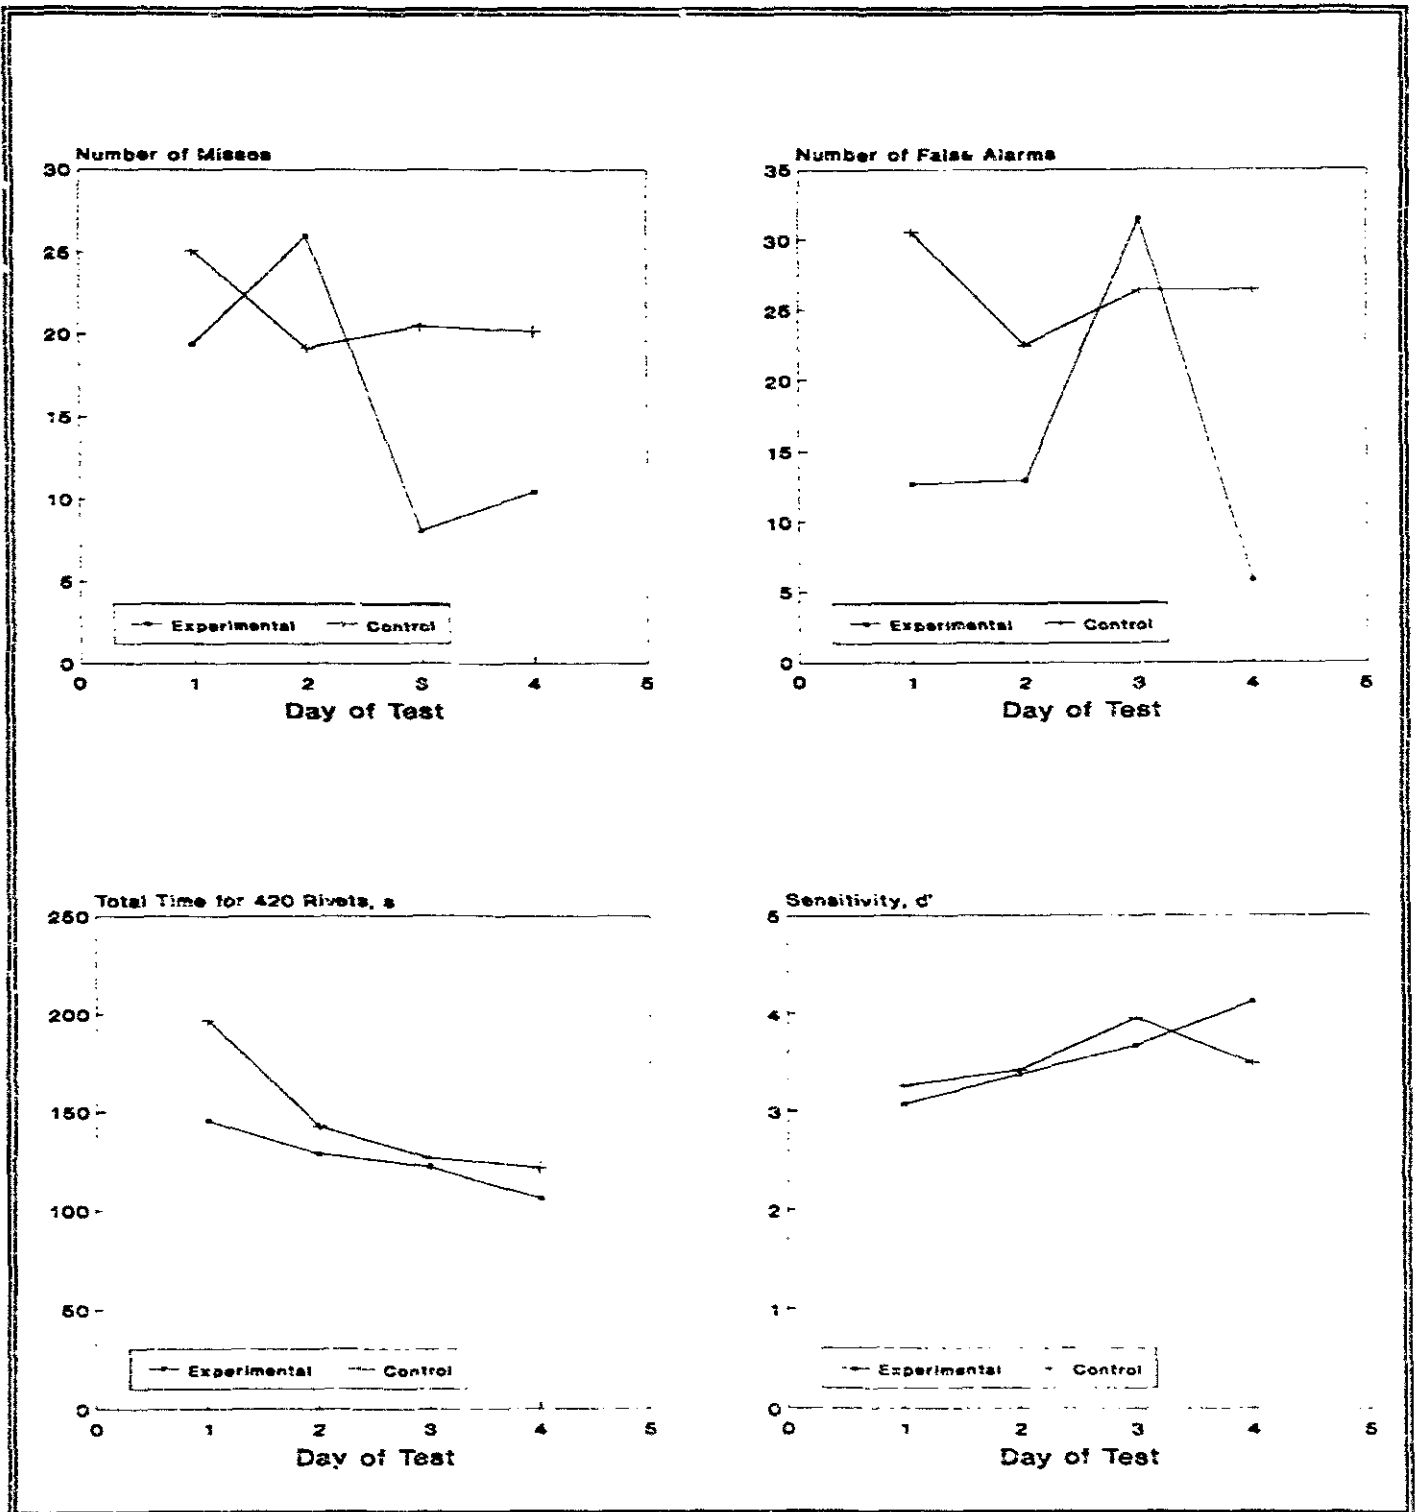 Number of Misses
30
25
20
15
10
5
0
Experimental Control
0 1 2 3 4 5
Day of Test
Number of False Alarms
35
30
25
20
15
10
5
0
Experimental Control
0 1 2 3 4 5
Day of Test
Total Time for 420 Rivets, s
250
200
150
100
50
0
Experimental Control
0 1 2 3 4 5
Day of Test
Sensitivity, d'
5
4
3
2
1
0
Experimental Control
0 1 2 3 4 5
Day of Test